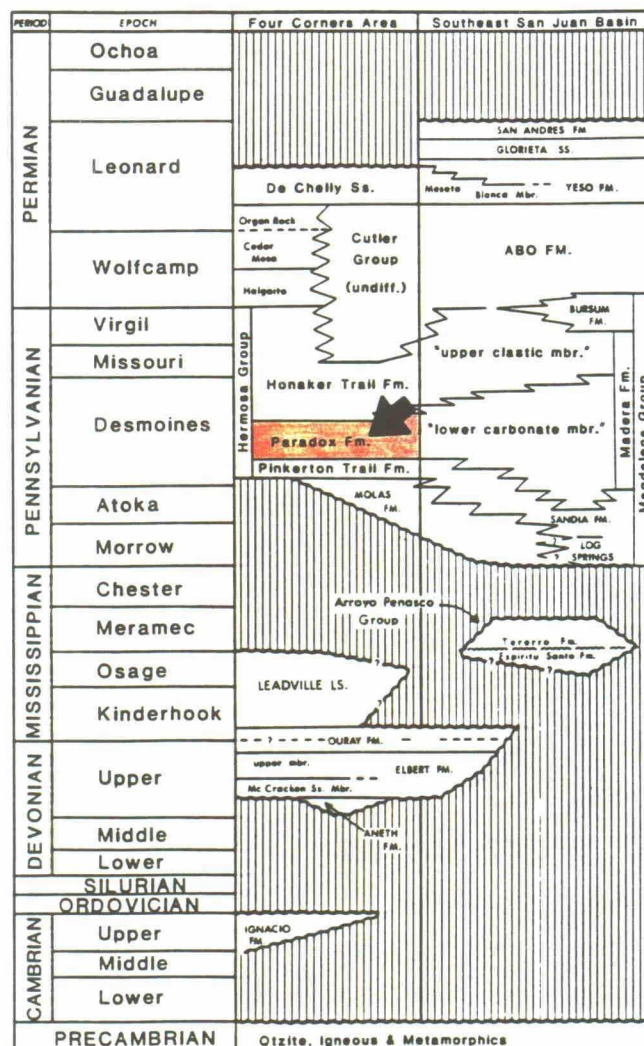 PERIOD EPOCH Four Corners Area Southeast San Juan Basin
PERMIAN
Ochoa
Guadalupe
Leonard
SAN ANDRES FM
GLORIETA SS.
De Chelly Ss.
Meseta Blanca Mbr. YESO FM.
Wolfcamp
Organ Rock
Cedar Mesa
Halgaito
Cutler
Group
(undiff.)
ABO FM.
PENNSYLVANIAN
Virgil
Missouri
Desmoines
Atoka
Morrow
Hermosa Group
Honaker Trail Fm.
Paradox Fm.
Pinkerton Trail Fm.
MOLAS
FM.
BURSUM
FM.
"upper clastic mbr."
"lower carbonate mbr."
Madera Fm.
Magdalena Group
SANDIA FM.
? LOG
? SPRINGS
MISSISSIPPIAN
Chester
Meramec
Osage
Kinderhook
Arroyo Penasco
Group
Tererro Fm.
Espiritu Santo Fm.
? ?
?
LEADVILLE LS.
?
DEVONIAN
Upper
Middle
Lower
? OURAY FM.
upper mbr.
ELBERT FM.
Mc Cracken Ss. Mbr.
ANETH
FM.
SILURIAN
ORDOVICIAN
CAMBRIAN
Upper
Middle
Lower
IGNACIO
FM
PRECAMBRIAN Qtzite, Igneous & Metamorphics